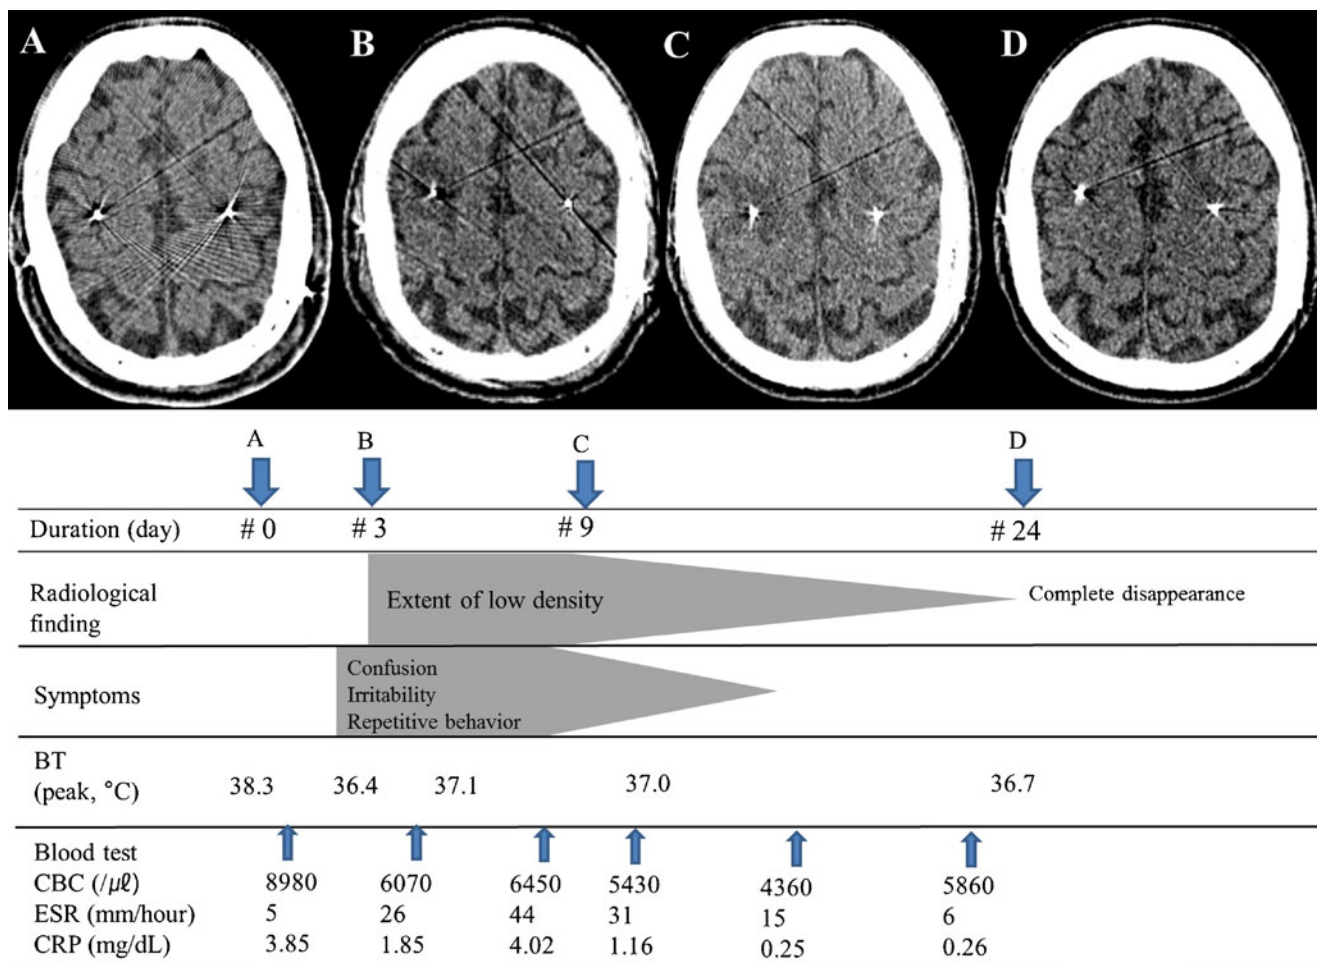 A B C D
A B C D
Duration (day) # 0 # 3 # 9 # 24
Radiological finding
Extent of low density
Complete disappearance
Symptoms
Confusion
Irritability
Repetitive behavior
BT
(peak, °C) 38.3 36.4 37.1 37.0 36.7
Blood test
CBC (/μl) 8980 6070 6450 5430 4360 5860
ESR (mm/hour) 5 26 44 31 15 6
CRP (mg/dL) 3.85 1.85 4.02 1.16 0.25 0.26